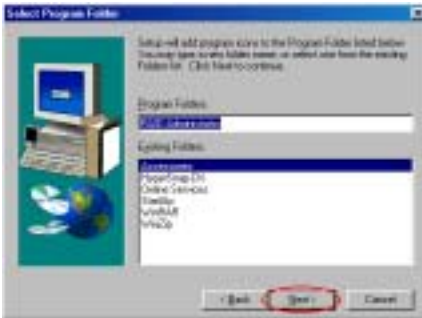 Select Program Folder
Setup will add program icons to the Program Folder listed below.
You may type a new folder name, or select one from the existing
Folders list. Click Next to continue.
Program Folders:
Existing Folders:
Accessories
Online Services
StartUp
WinRAR
WinZip
< Back
Next >
Cancel